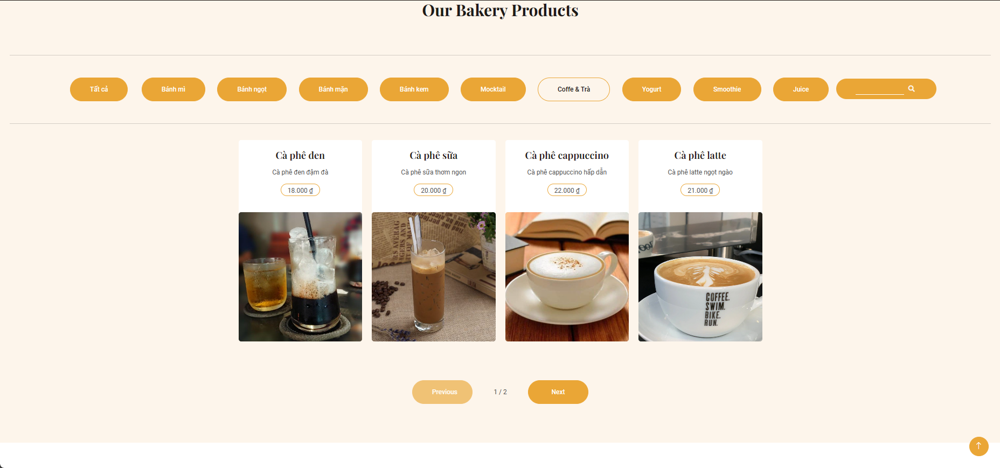 Our Bakery Products
Tất cả
Bánh mì
Bánh ngọt
Bánh mặn
Bánh kem
Mocktail
Coffe & Trà
Yogurt
Smoothie
Juice
Cà phê đen
Cà phê đen đậm đà
18.000 ₫
Cà phê sữa
Cà phê sữa thơm ngon
20.000 ₫
Cà phê cappuccino
Cà phê cappuccino hấp dẫn
22.000 ₫
Cà phê latte
Cà phê latte ngọt ngào
21.000 ₫
COFFEE.
SWIM.
BIKE.
RUN.
Previous
1 / 2
Next